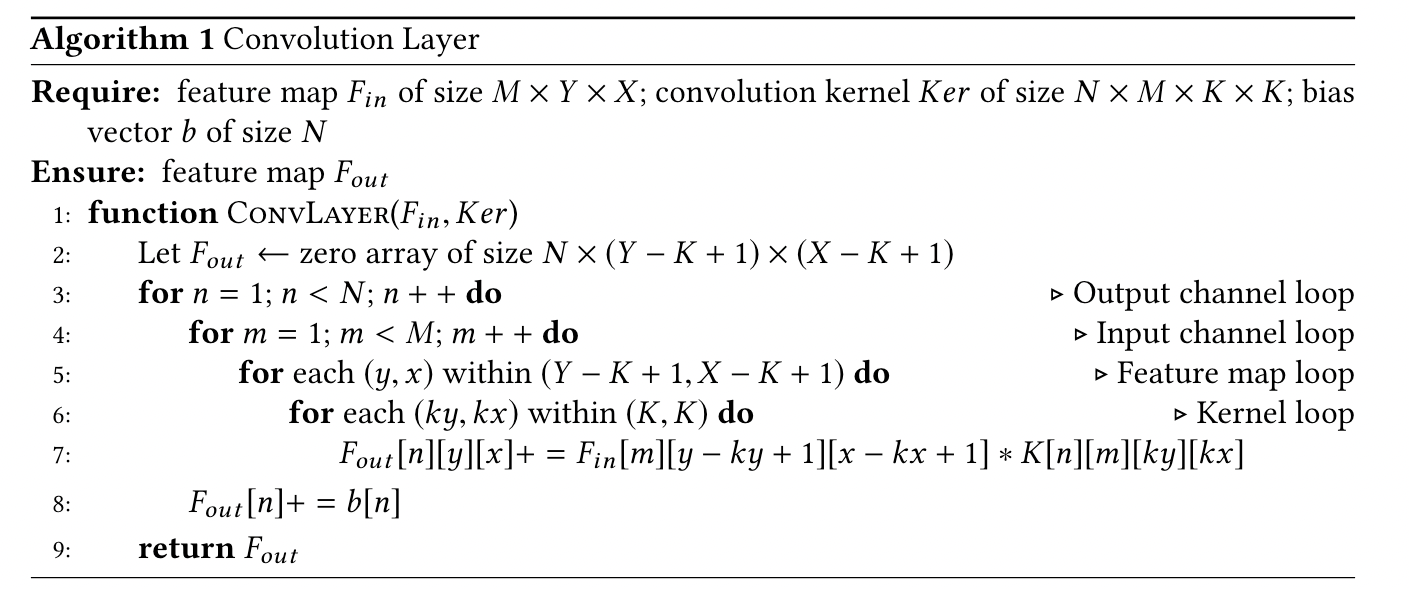 Algorithm 1 Convolution Layer
Require: feature map F_in of size M × Y × X; convolution kernel Ker of size N × M × K × K; bias
vector b of size N
Ensure: feature map F_out
1: function ConvLayer(F_in, Ker)
2: Let F_out ← zero array of size N × (Y − K + 1) × (X − K + 1)
3: for n = 1; n < N; n + + do ▹ Output channel loop
4: for m = 1; m < M; m + + do ▹ Input channel loop
5: for each (y, x) within (Y − K + 1, X − K + 1) do ▹ Feature map loop
6: for each (ky, kx) within (K, K) do ▹ Kernel loop
7: F_out[n][y][x]+ = F_in[m][y − ky + 1][x − kx + 1] ∗ K[n][m][ky][kx]
8: F_out[n]+ = b[n]
9: return F_out